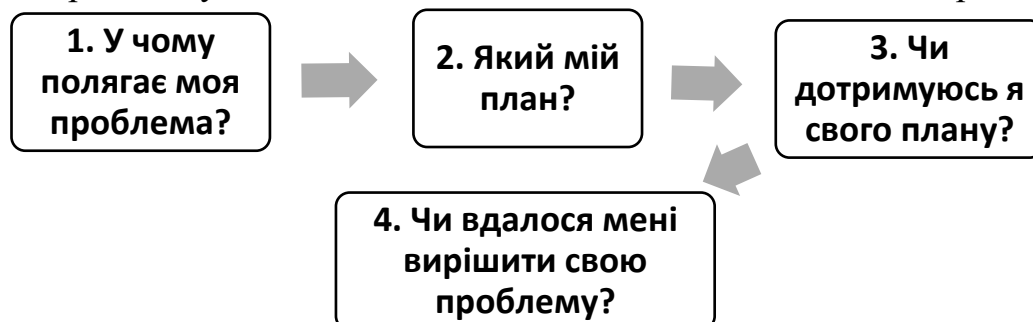 1. У чому
полягає моя
проблема?
2. Який мій
план?
3. Чи
дотримуюсь я
свого плану?
4. Чи вдалося мені
вирішити свою
проблему?